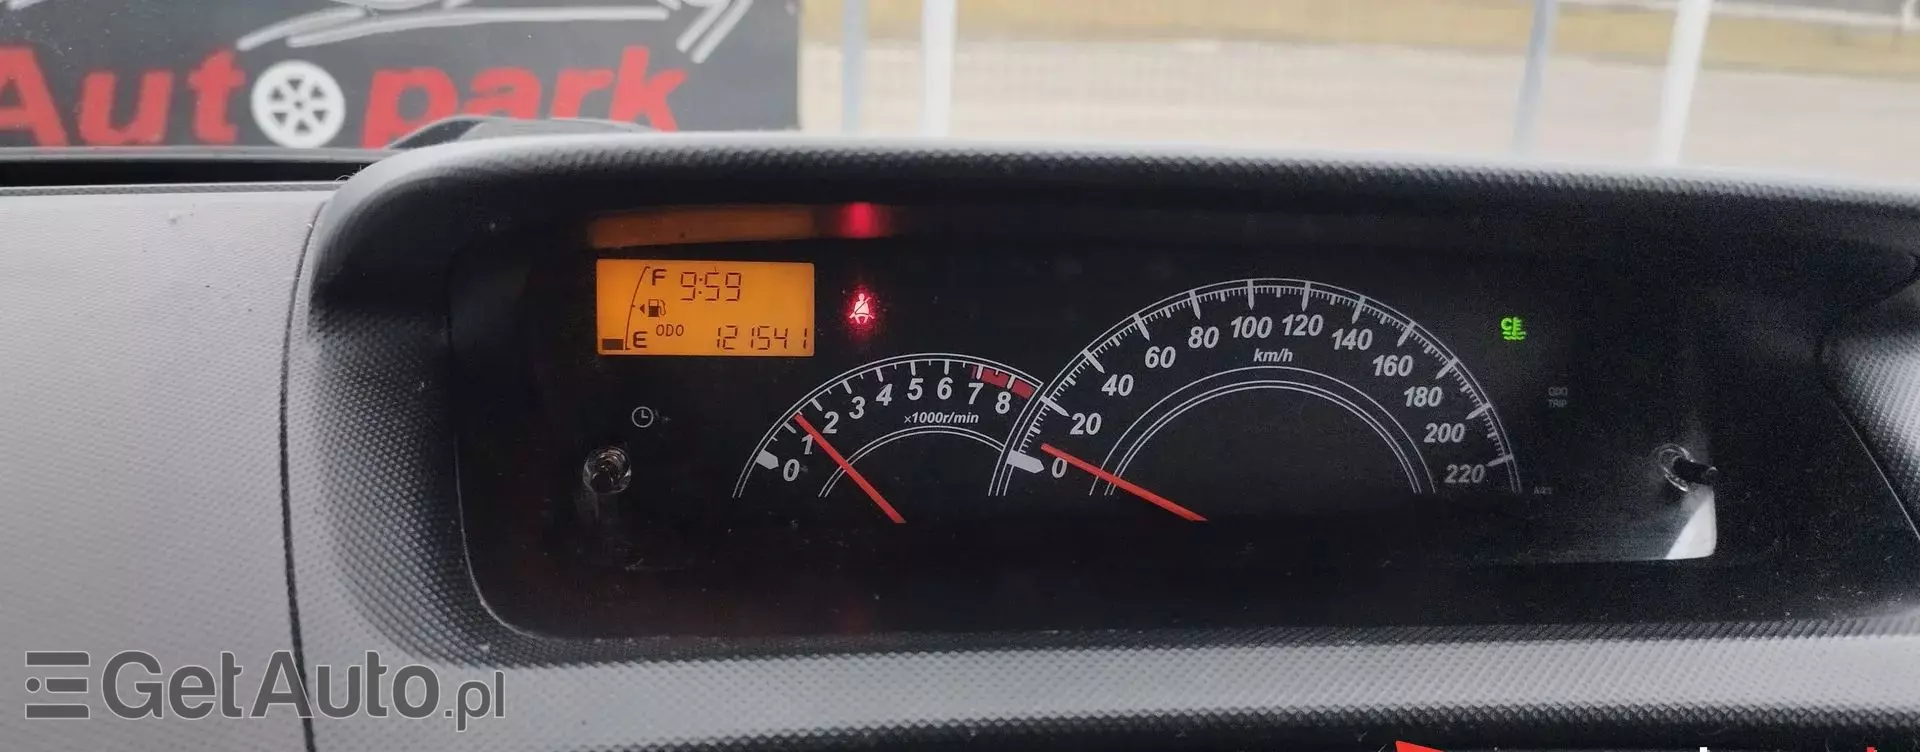 Autopark
F 9:59
E ODO 121541
0 1 2 3 4 5 6 7 8
×1000r/min
0 20 40 60 80 100 120 140 160 180 200 220
km/h
C
ODO
TRIP
GetAuto.pl